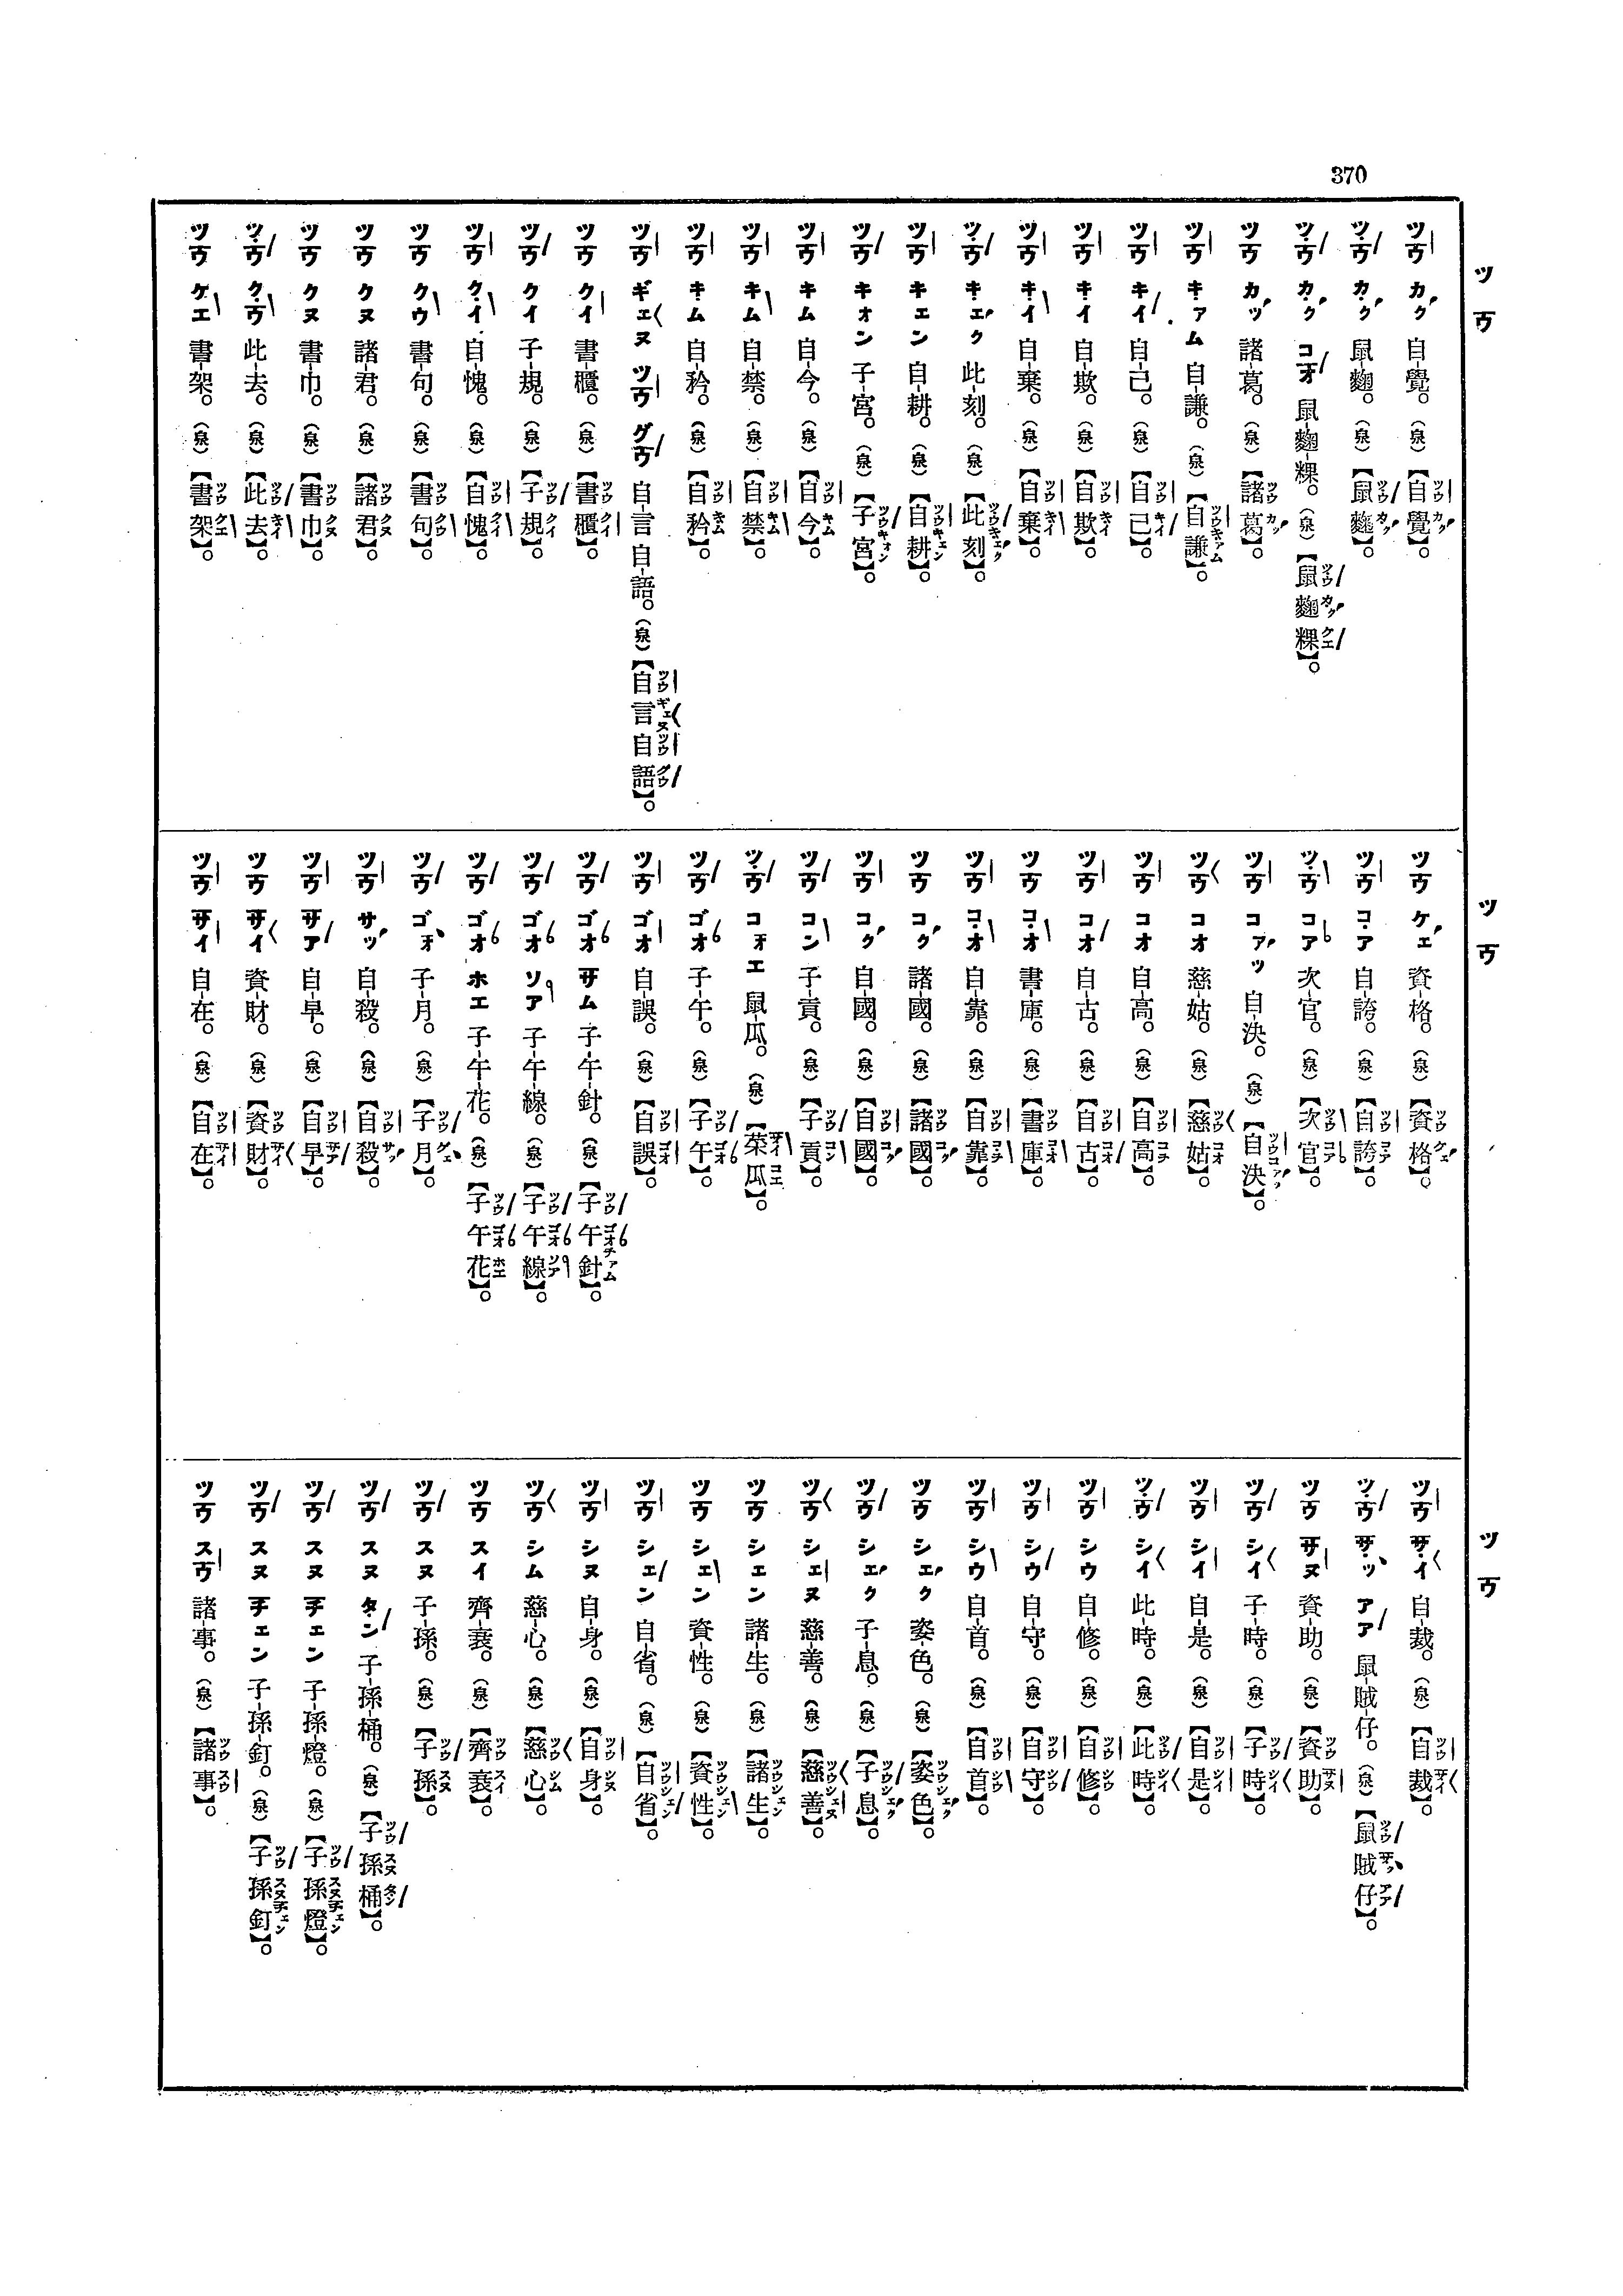 370
ツウ
ツウ カク 自-覺。（泉）【自覺】。
ツウ カク 鼠-麴。（泉）【鼠麴】。
ツウ カク コオ 鼠-麴-粿。（泉）【鼠麴粿】。
ツウ カッ 諸-葛。（泉）【諸葛】。
ツウ キァム 自-謙。（泉）【自謙】。
ツウ キイ 自-己。（泉）【自己】。
ツウ キイ 自-欺。（泉）【自欺】。
ツウ キイ 自-棄。（泉）【自棄】。
ツウ キェク 此-刻。（泉）【此刻】。
ツウ キェン 自-耕。（泉）【自耕】。
ツウ キォン 子-宮。（泉）【子宮】。
ツウ キム 自-今。（泉）【自今】。
ツウ キム 自-禁。（泉）【自禁】。
ツウ キム 自-矜。（泉）【自矜】。
ツウ ギェヌ ツウ グウ 自-言 自-語。（泉）【自言自語】。
ツウ クイ 書-櫃。（泉）【書櫃】。
ツウ クイ 子-規。（泉）【子規】。
ツウ クイ 自-愧。（泉）【自愧】。
ツウ クウ 書-句。（泉）【書句】。
ツウ クヌ 諸-君。（泉）【諸君】。
ツウ クヌ 書-巾。（泉）【書巾】。
ツウ クウ 此-去。（泉）【此去】。
ツウ ケエ 書-架。（泉）【書架】。
ツウ
ツウ ケェ 資-格。（泉）【資格】。
ツウ コア 自-誇。（泉）【自誇】。
ツウ コア 次-官。（泉）【次官】。
ツウ コァッ 自-決。（泉）【自決】。
ツウ コオ 慈-姑。（泉）【慈姑】。
ツウ コオ 自-高。（泉）【自高】。
ツウ コオ 自-古。（泉）【自古】。
ツウ コオ 書-庫。（泉）【書庫】。
ツウ コオ 自-靠。（泉）【自靠】。
ツウ コク 諸-國。（泉）【諸國】。
ツウ コク 自-國。（泉）【自國】。
ツウ コン 子-貢。（泉）【子貢】。
ツウ コォエ 鼠-瓜。（泉）【菜瓜】。
ツウ ゴオ 子-午。（泉）【子午】。
ツウ ゴオ 自-誤。（泉）【自誤】。
ツウ ゴオ サム 子-午-針。（泉）【子午針】。
ツウ ゴオ ソア 子-午-線。（泉）【子午線】。
ツウ ゴオ ホエ 子-午-花。（泉）【子午花】。
ツウ ゴォ 子-月。（泉）【子月】。
ツウ サッ 自-殺。（泉）【自殺】。
ツウ サア 自-早。（泉）【自早】。
ツウ サイ 資-財。（泉）【資財】。
ツウ サイ 自-在。（泉）【自在】。
ツウ
ツウ サイ 自-裁。（泉）【自裁】。
ツウ サッ アア 鼠-賊-仔。（泉）【鼠賊仔】。
ツウ サヌ 資-助。（泉）【資助】。
ツウ シイ 子-時。（泉）【子時】。
ツウ シイ 自-是。（泉）【自是】。
ツウ シイ 此-時。（泉）【此時】。
ツウ シウ 自-修。（泉）【自修】。
ツウ シウ 自-守。（泉）【自守】。
ツウ シウ 自-首。（泉）【自首】。
ツウ シェク 姿-色。（泉）【姿色】。
ツウ シェク 子-息。（泉）【子息】。
ツウ シェヌ 慈-善。（泉）【慈善】。
ツウ シェン 諸-生。（泉）【諸生】。
ツウ シェン 資-性。（泉）【資性】。
ツウ シェン 自-省。（泉）【自省】。
ツウ シヌ 自-身。（泉）【自身】。
ツウ シム 慈-心。（泉）【慈心】。
ツウ スイ 齊-衰。（泉）【齊衰】。
ツウ スヌ 子-孫。（泉）【子孫】。
ツウ スヌ タン 子-孫-桶。（泉）【子孫桶】。
ツウ スヌ チェン 子-孫-燈。（泉）【子孫燈】。
ツウ スヌ チェン 子-孫-釘。（泉）【子孫釘】。
ツウ スウ 諸-事。（泉）【諸事】。